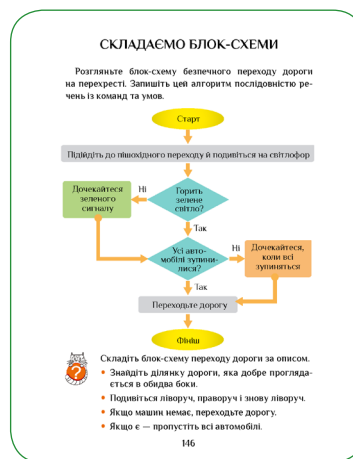 СКЛАДАЄМО БЛОК-СХЕМИ
Розгляньте блок-схему безпечного переходу дороги
на перехресті. Запишіть цей алгоритм послідовністю ре-
чень із команд та умов.
Старт
Підійдіть до пішохідного переходу й подивіться на світлофор
Дочекайтеся
зеленого
сигналу
Ні
Горить
зелене
світло?
Так
Усі авто-
мобілі зупини-
лися?
Ні
Дочекайтеся,
коли всі
зупиняться
Так
Переходьте дорогу
Фініш
?
Складіть блок-схему переходу дороги за описом.
• Знайдіть ділянку дороги, яка добре прогляда-
ється в обидва боки.
• Подивіться ліворуч, праворуч і знову ліворуч.
• Якщо машин немає, переходьте дорогу.
• Якщо є — пропустіть всі автомобілі.
146